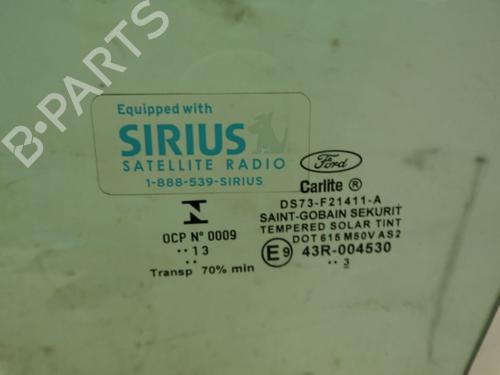 B-PARTS
Equipped with
SIRIUS
SATELLITE RADIO
1-888-539-SIRIUS
Ford
Carlite ®
DS73-F21411-A
SAINT-GOBAIN SEKURIT
TEMPERED SOLAR TINT
DOT 615 M50V AS2
E9 43R-004530
.. 3
OCP Nº 0009
.. 13
Transp 70% min